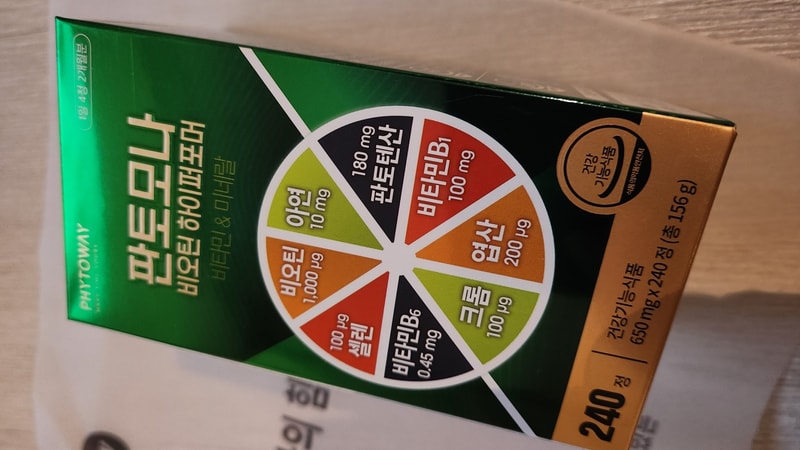 1일 4정 2개월분
PHYTOWAY
판토모나
비오틴 하이퍼포머
비타민 & 미네랄
아연
10 mg
180 mg
판토텐산
비타민B1
100 mg
엽산
200 μg
크롬
100 μg
비타민B6
0.45 mg
100 μg
셀렌
비오틴
1,000 μg
건강
기능식품
식품의약품안전처
240 정
건강기능식품
650 mg x 240 정 (총 156 g)
의 힘